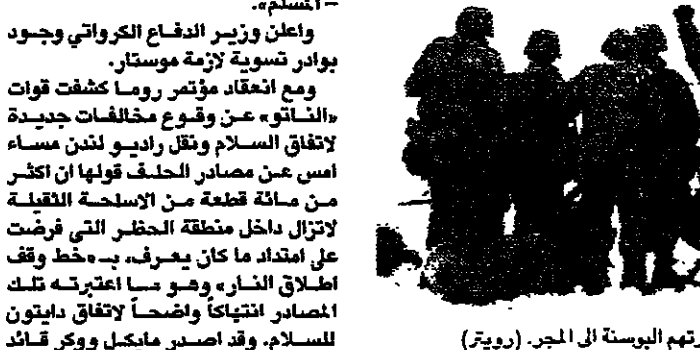 – المسلم».
واعلن وزير الدفاع الكرواتي وجود
بوادر تسوية لازمة موستار.
ومع انعقاد مؤتمر روما كشفت قوات
«الناتو» عن وقوع مخالفات جديدة
لاتفاق السلام ونقل راديو لندن مساء
امس عن مصادر الحلف قولها ان اكثر
من مائة قطعة من الاسلحة الثقيلة
لاتزال داخل منطقة الحظر التي فرضت
على امتداد ما كان يعرف، بـ «خط وقف
اطلاق النار» وهو ما اعتبرته تلك
المصادر انتهاكاً واضحاً لاتفاق دايتون
للسلام. وقد اصدر مايكل ووكر قائد
رتهم البوسنة الى المجر. (رويتر)